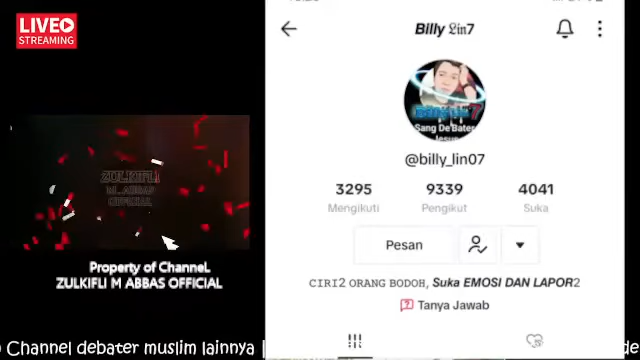 LIVE
STREAMING
Billy 𝔏𝔦𝔫7
Sang De'Bater
@billy_lin07
3295 9339 4041
Mengikuti Pengikut Suka
Pesan
CIRI2 ORANG BODOH, Suka EMOSI DAN LAPOR2
Tanya Jawab
ZULKIFLI
M. ABBAS
OFFICIAL
Property of ChanneL
ZULKIFLI M ABBAS OFFICIAL
Channel debater muslim lainnya